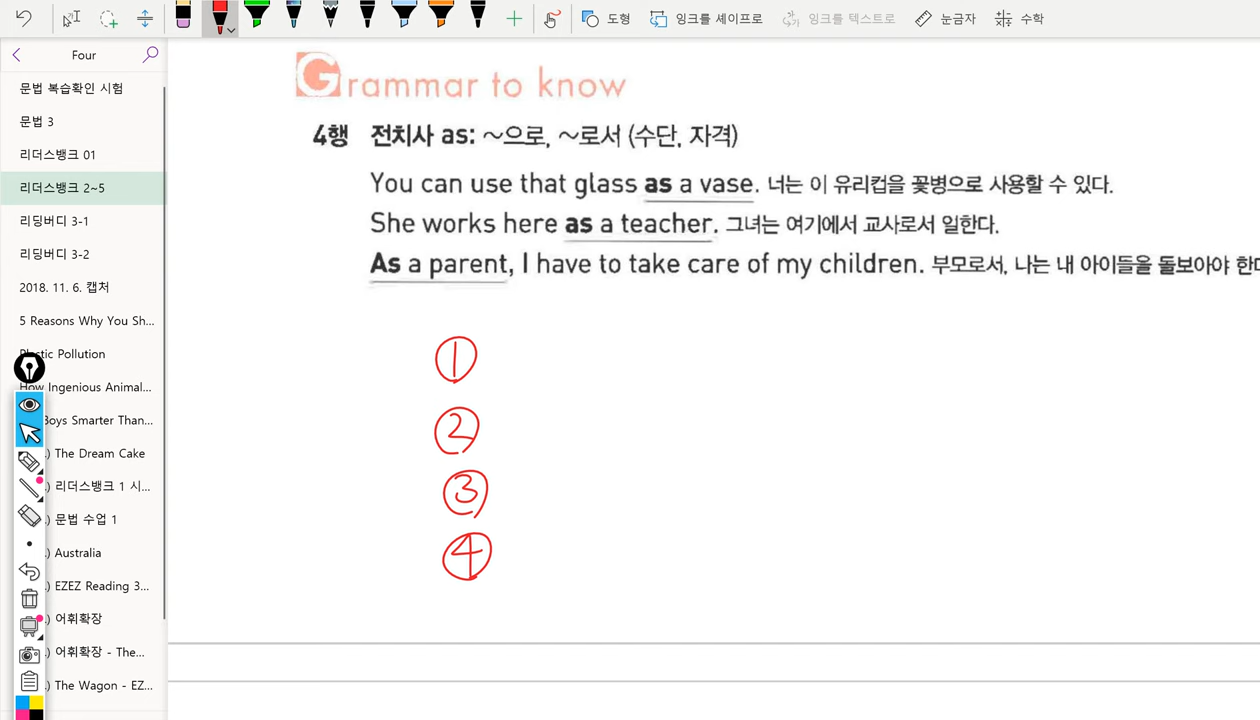 도형
잉크를 셰이프로
잉크를 텍스트로
눈금자
수학
Four
문법 복습확인 시험
문법 3
리더스뱅크 01
리더스뱅크 2~5
리딩버디 3-1
리딩버디 3-2
2018. 11. 6. 캡처
5 Reasons Why You Sh...
Plastic Pollution
How Ingenious Animal...
Boys Smarter Than...
.) The Dream Cake
.) 리더스뱅크 1 시...
.) 문법 수업 1
.) Australia
.) EZEZ Reading 3...
.) 어휘확장
.) 어휘확장 - The...
.) The Wagon - EZ...
Grammar to know
4행 전치사 as: ~으로, ~로서 (수단, 자격)
You can use that glass as a vase. 너는 이 유리컵을 꽃병으로 사용할 수 있다.
She works here as a teacher. 그녀는 여기에서 교사로서 일한다.
As a parent, I have to take care of my children. 부모로서, 나는 내 아이들을 돌보아야 한다
①
②
③
④